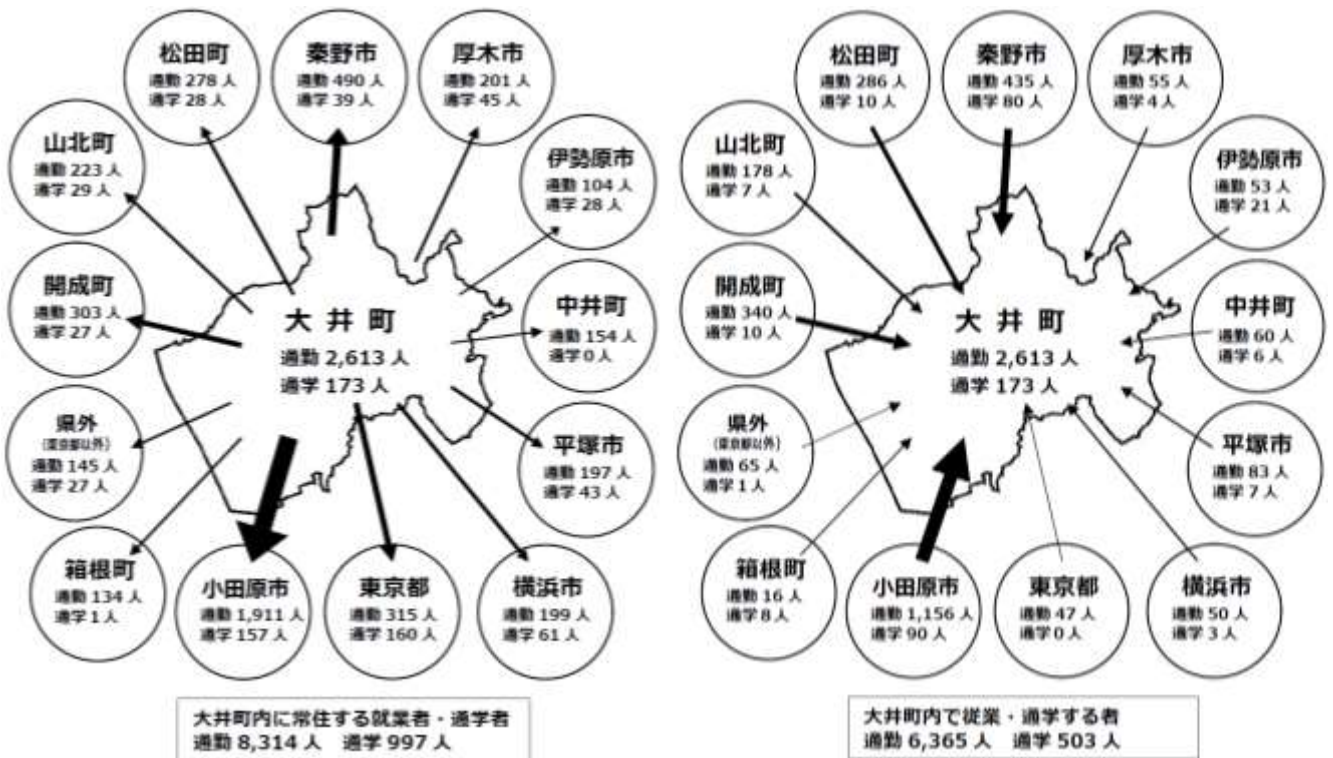 松田町
通勤 278 人
通学 28 人
秦野市
通勤 490 人
通学 39 人
厚木市
通勤 201 人
通学 45 人
山北町
通勤 223 人
通学 29 人
伊勢原市
通勤 104 人
通学 28 人
開成町
通勤 303 人
通学 27 人
大井町
通勤 2,613 人
通学 173 人
中井町
通勤 154 人
通学 0 人
県外
(東京都以外)
通勤 145 人
通学 27 人
平塚市
通勤 197 人
通学 43 人
箱根町
通勤 134 人
通学 1 人
小田原市
通勤 1,911 人
通学 157 人
東京都
通勤 315 人
通学 160 人
横浜市
通勤 199 人
通学 61 人
大井町内に常住する就業者・通学者
通勤 8,314 人 通学 997 人
松田町
通勤 286 人
通学 10 人
秦野市
通勤 435 人
通学 80 人
厚木市
通勤 55 人
通学 4 人
山北町
通勤 178 人
通学 7 人
伊勢原市
通勤 53 人
通学 21 人
開成町
通勤 340 人
通学 10 人
大井町
通勤 2,613 人
通学 173 人
中井町
通勤 60 人
通学 6 人
県外
(東京都以外)
通勤 65 人
通学 1 人
平塚市
通勤 83 人
通学 7 人
箱根町
通勤 16 人
通学 8 人
小田原市
通勤 1,156 人
通学 90 人
東京都
通勤 47 人
通学 0 人
横浜市
通勤 50 人
通学 3 人
大井町内で従業・通学する者
通勤 6,365 人 通学 503 人